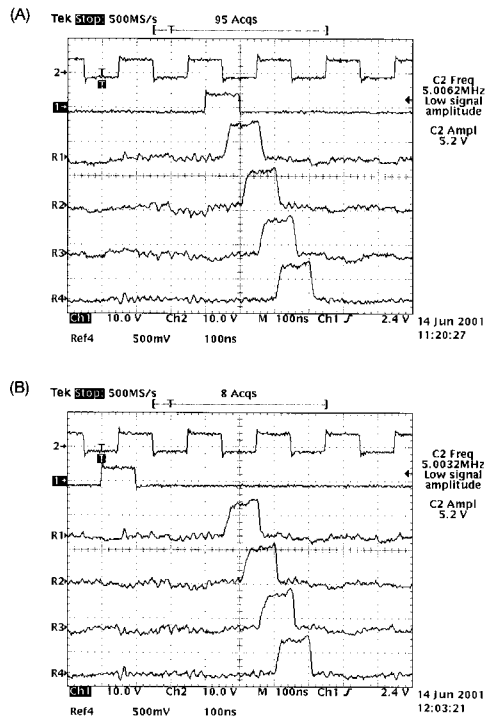 (A)
Tek Stop: 500MS/s 95 Acqs
[ T ]
2→
T
T
C2 Freq
5.0062MHz
Low signal
amplitude
1→
C2 Ampl
5.2 V
R1
R2
R3
R4
Ch1 10.0 V Ch2 10.0 V M 100ns Ch1 2.4 V 14 Jun 2001
Ref4 500mV 100ns 11:20:27
(B)
Tek Stop: 500MS/s 8 Acqs
[ T ]
2→
T
T
C2 Freq
5.0032MHz
Low signal
amplitude
1→
C2 Ampl
5.2 V
R1
R2
R3
R4
Ch1 10.0 V Ch2 10.0 V M 100ns Ch1 2.4 V 14 Jun 2001
Ref4 500mV 100ns 12:03:21